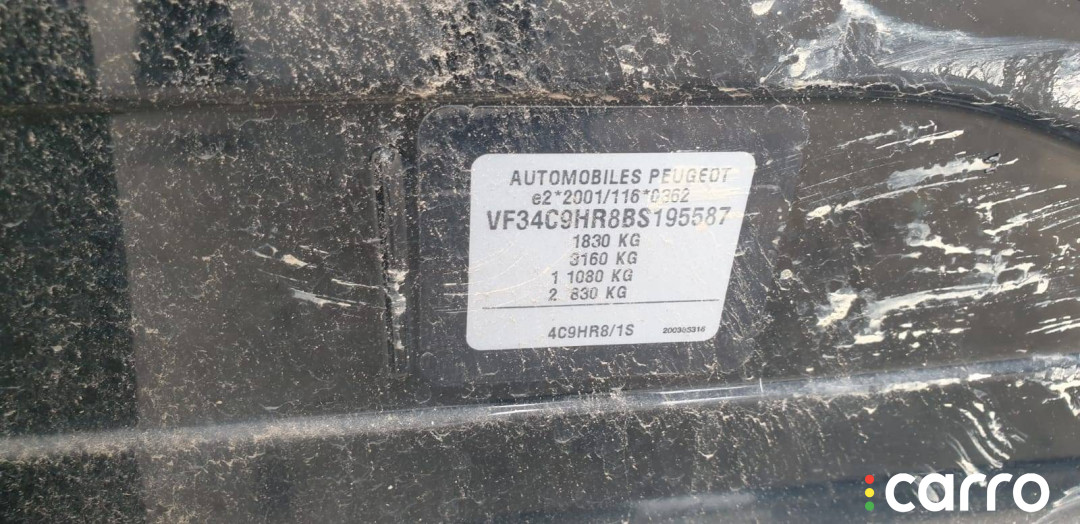 AUTOMOBILES PEUGEOT
e2*2001/116*0362
VF34C9HR8BS195587
1830 KG
3160 KG
1 1080 KG
2 830 KG
4C9HR8/1S
200305316
carro